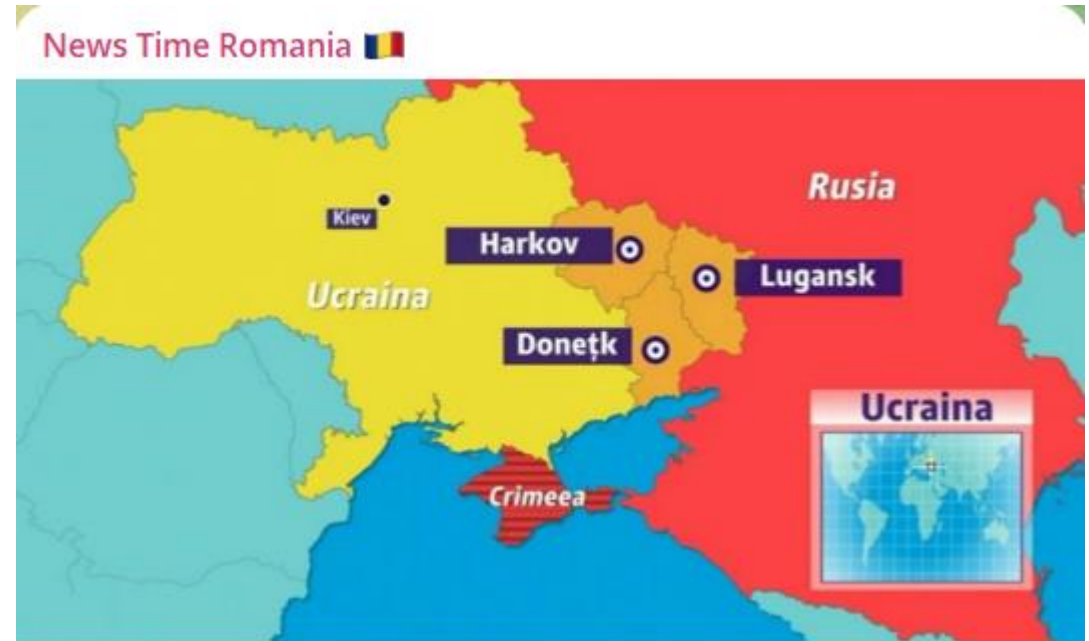 News Time Romania 🇷🇴
Rusia
Kiev
Harkov
Lugansk
Ucraina
Donețk
Ucraina
Crimeea